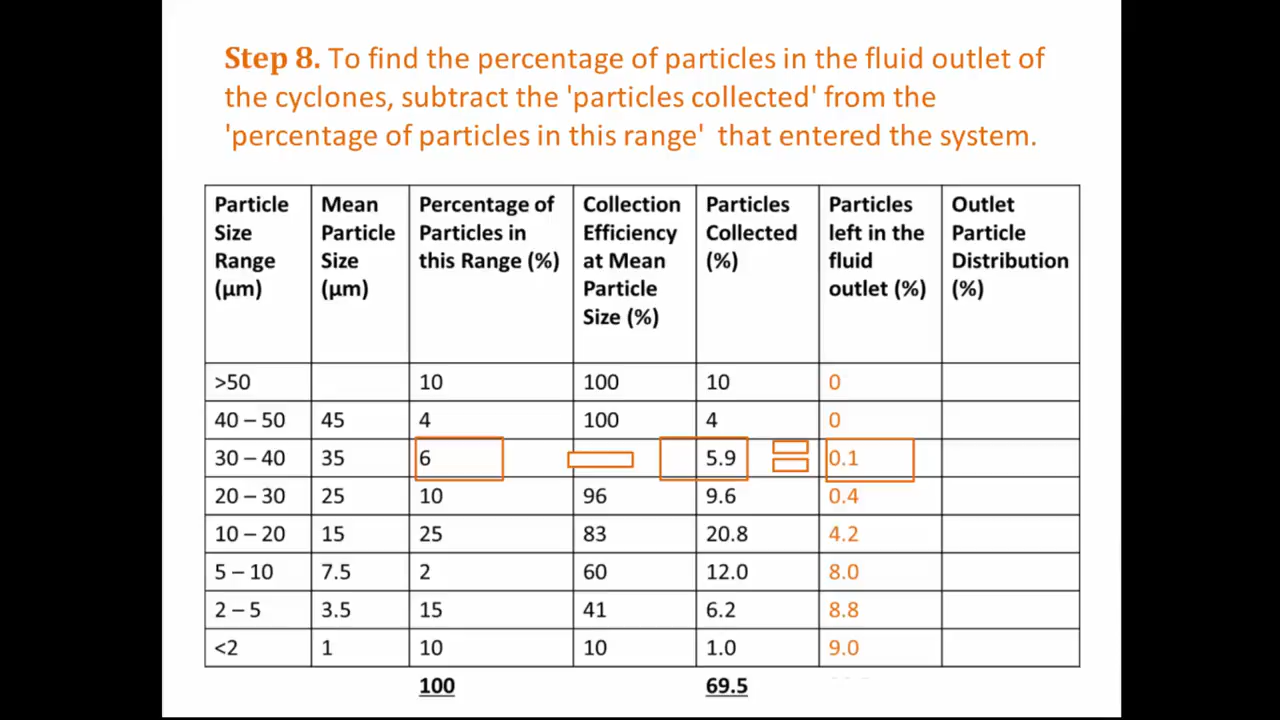 Step 8. To find the percentage of particles in the fluid outlet of
the cyclones, subtract the 'particles collected' from the
'percentage of particles in this range'  that entered the system.
Particle Size Range (µm) Mean Particle Size (µm) Percentage of Particles in this Range (%) Collection Efficiency at Mean Particle Size (%) Particles Collected (%) Particles left in the fluid outlet (%) Outlet Particle Distribution (%)
>50 10 100 10 0
40 – 50 45 4 100 4 0
30 – 40 35 6 5.9 0.1
20 – 30 25 10 96 9.6 0.4
10 – 20 15 25 83 20.8 4.2
5 – 10 7.5 2 60 12.0 8.0
2 – 5 3.5 15 41 6.2 8.8
<2 1 10 10 1.0 9.0
100 69.5